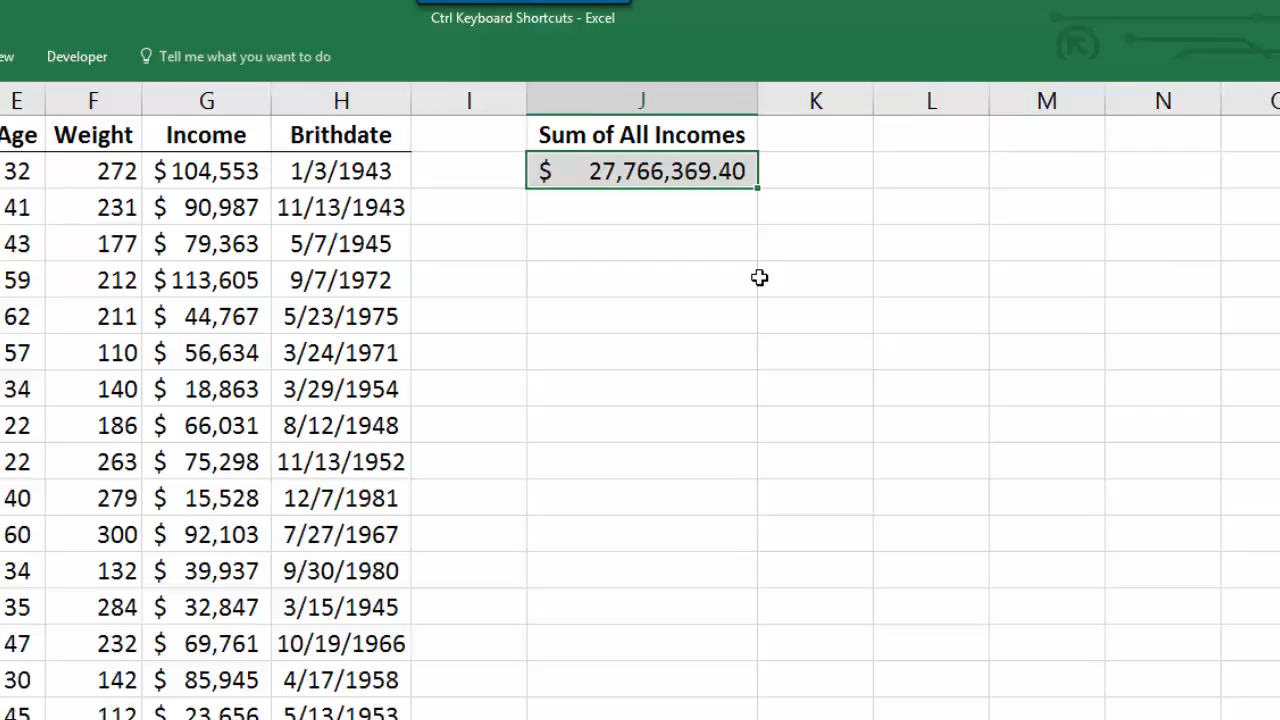 Ctrl Keyboard Shortcuts - Excel
ew Developer Tell me what you want to do
E F G H I J K L M N
Age Weight Income Brithdate Sum of All Incomes
32 272 $ 104,553 1/3/1943 $ 27,766,369.40
41 231 $ 90,987 11/13/1943
43 177 $ 79,363 5/7/1945
59 212 $ 113,605 9/7/1972
62 211 $ 44,767 5/23/1975
57 110 $ 56,634 3/24/1971
34 140 $ 18,863 3/29/1954
22 186 $ 66,031 8/12/1948
22 263 $ 75,298 11/13/1952
40 279 $ 15,528 12/7/1981
60 300 $ 92,103 7/27/1967
34 132 $ 39,937 9/30/1980
35 284 $ 32,847 3/15/1945
47 232 $ 69,761 10/19/1966
30 142 $ 85,945 4/17/1958
45 112 $ 23,656 5/13/1953